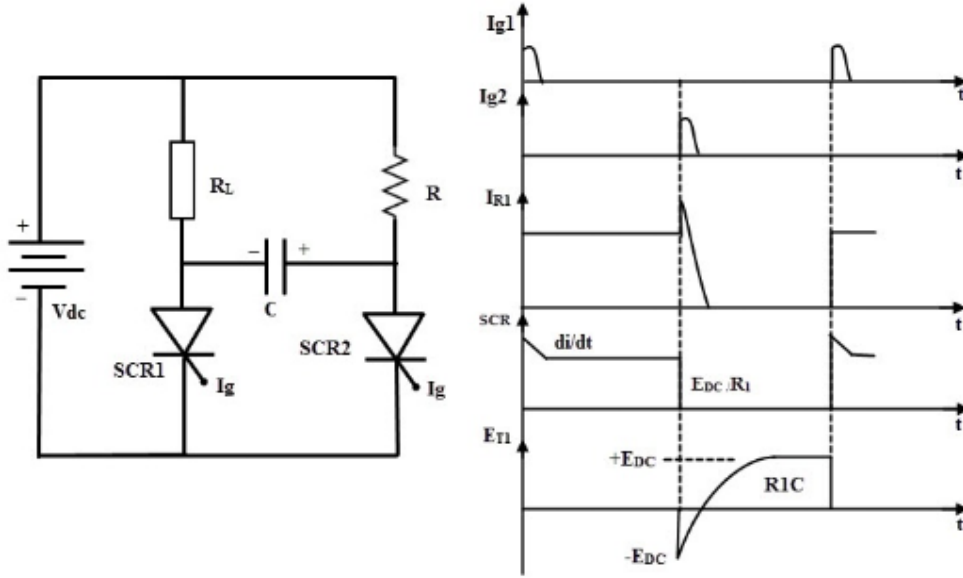 +
Vdc
−
RL
R
−
+
C
SCR1
Ig
SCR2
Ig
Ig1
t
Ig2
t
IR1
t
SCR
di/dt
EDC /R1
t
ET1
+EDC
R1C
t
-EDC